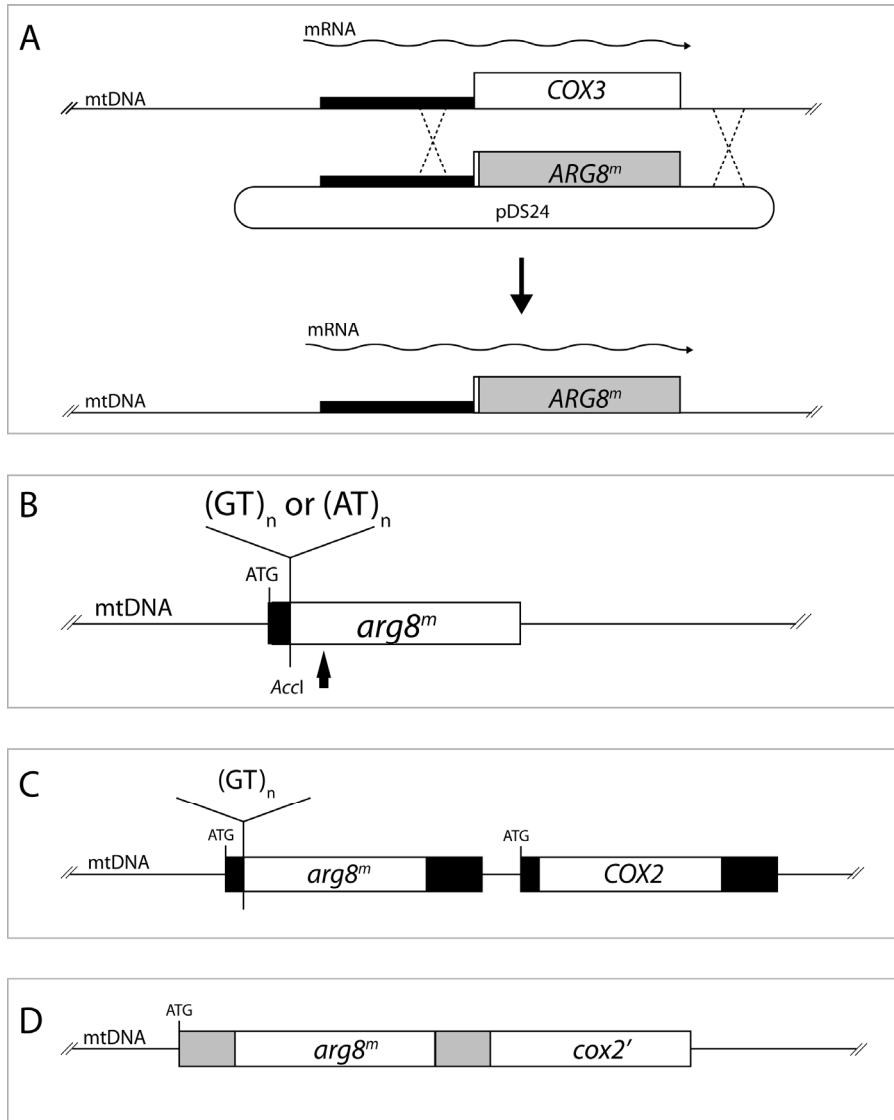 A
mRNA
mtDNA
COX3
ARG8ᵐ
pDS24
mRNA
mtDNA
ARG8ᵐ
B
(GT)ₙ or (AT)ₙ
ATG
mtDNA
arg8ᵐ
AccI
C
(GT)ₙ
ATG
ATG
mtDNA
arg8ᵐ
COX2
D
ATG
mtDNA
arg8ᵐ
cox2′